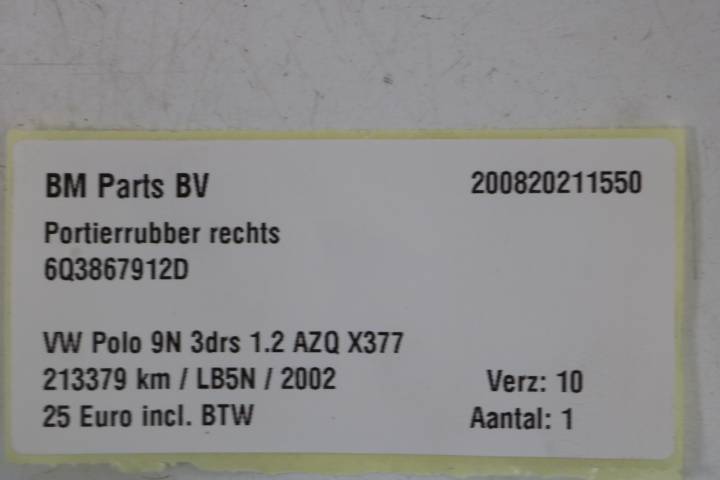 BM Parts BV 200820211550
Portierrubber rechts
6Q3867912D
VW Polo 9N 3drs 1.2 AZQ X377
213379 km / LB5N / 2002 Verz: 10
25 Euro incl. BTW Aantal: 1